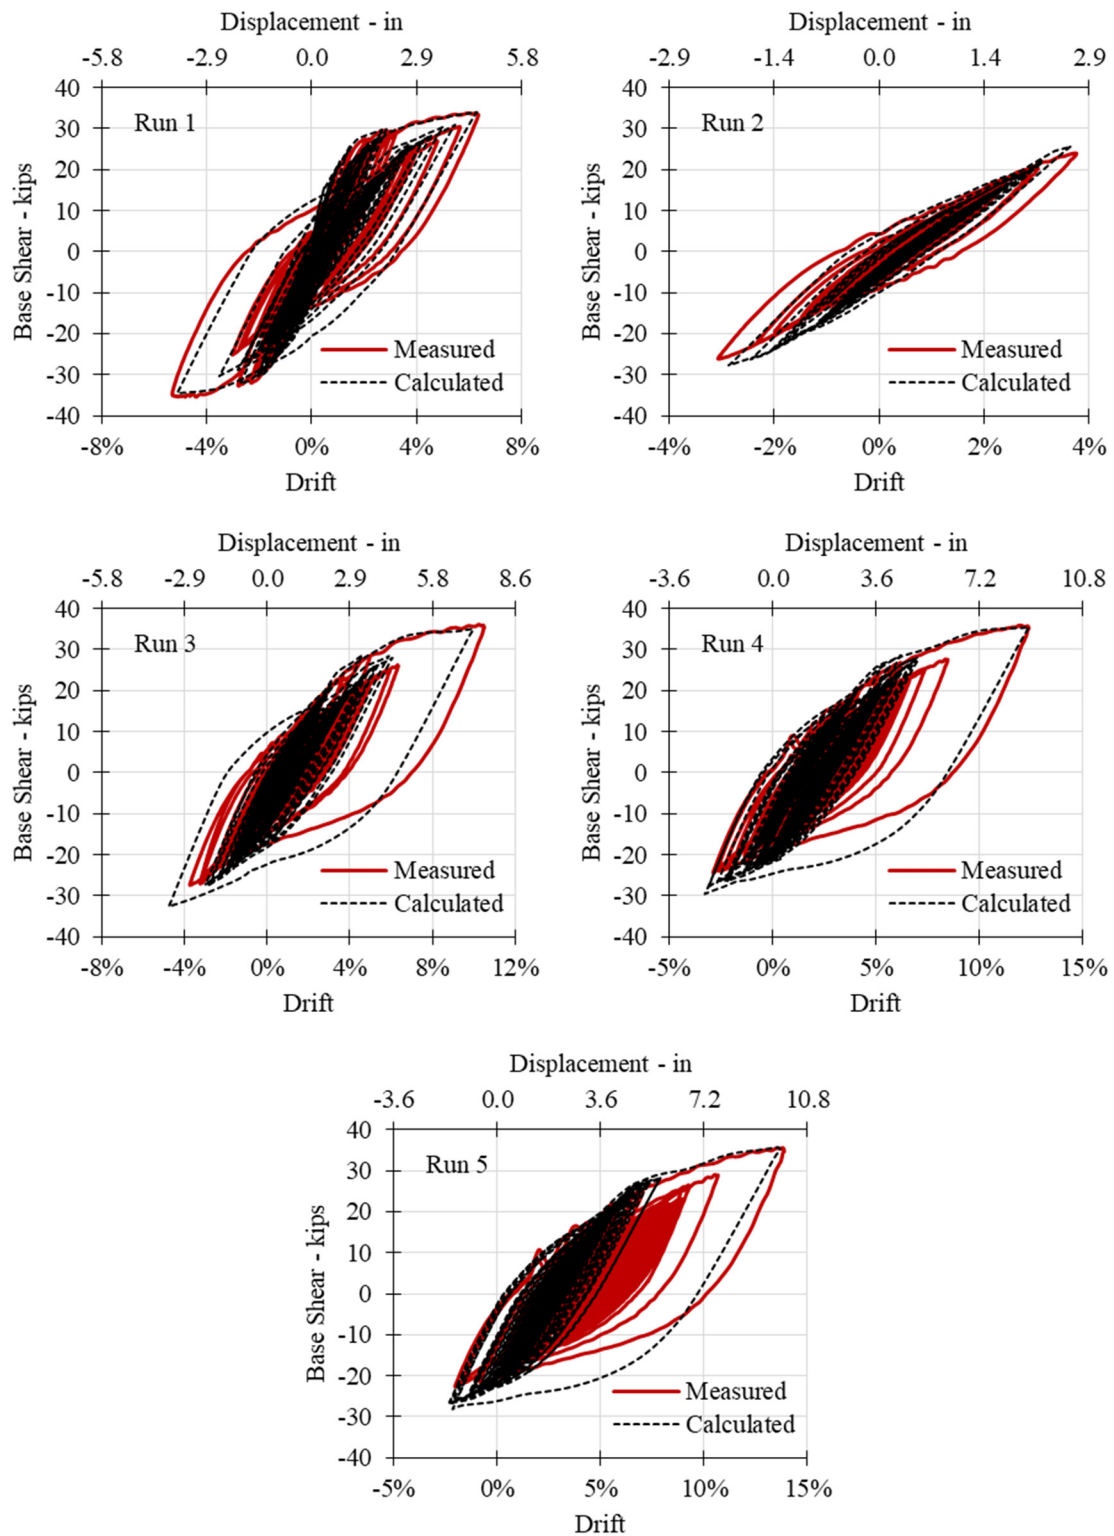 Displacement - in
-5.8 -2.9 0.0 2.9 5.8
40
30
20
10
0
-10
-20
-30
-40
Base Shear - kips
Run 1
Measured
Calculated
-8% -4% 0% 4% 8%
Drift
Displacement - in
-2.9 -1.4 0.0 1.4 2.9
40
30
20
10
0
-10
-20
-30
-40
Base Shear - kips
Run 2
Measured
Calculated
-4% -2% 0% 2% 4%
Drift
Displacement - in
-5.8 -2.9 0.0 2.9 5.8 8.6
40
30
20
10
0
-10
-20
-30
-40
Base Shear - kips
Run 3
Measured
Calculated
-8% -4% 0% 4% 8% 12%
Drift
Displacement - in
-3.6 0.0 3.6 7.2 10.8
40
30
20
10
0
-10
-20
-30
-40
Base Shear - kips
Run 4
Measured
Calculated
-5% 0% 5% 10% 15%
Drift
Displacement - in
-3.6 0.0 3.6 7.2 10.8
40
30
20
10
0
-10
-20
-30
-40
Base Shear - kips
Run 5
Measured
Calculated
-5% 0% 5% 10% 15%
Drift